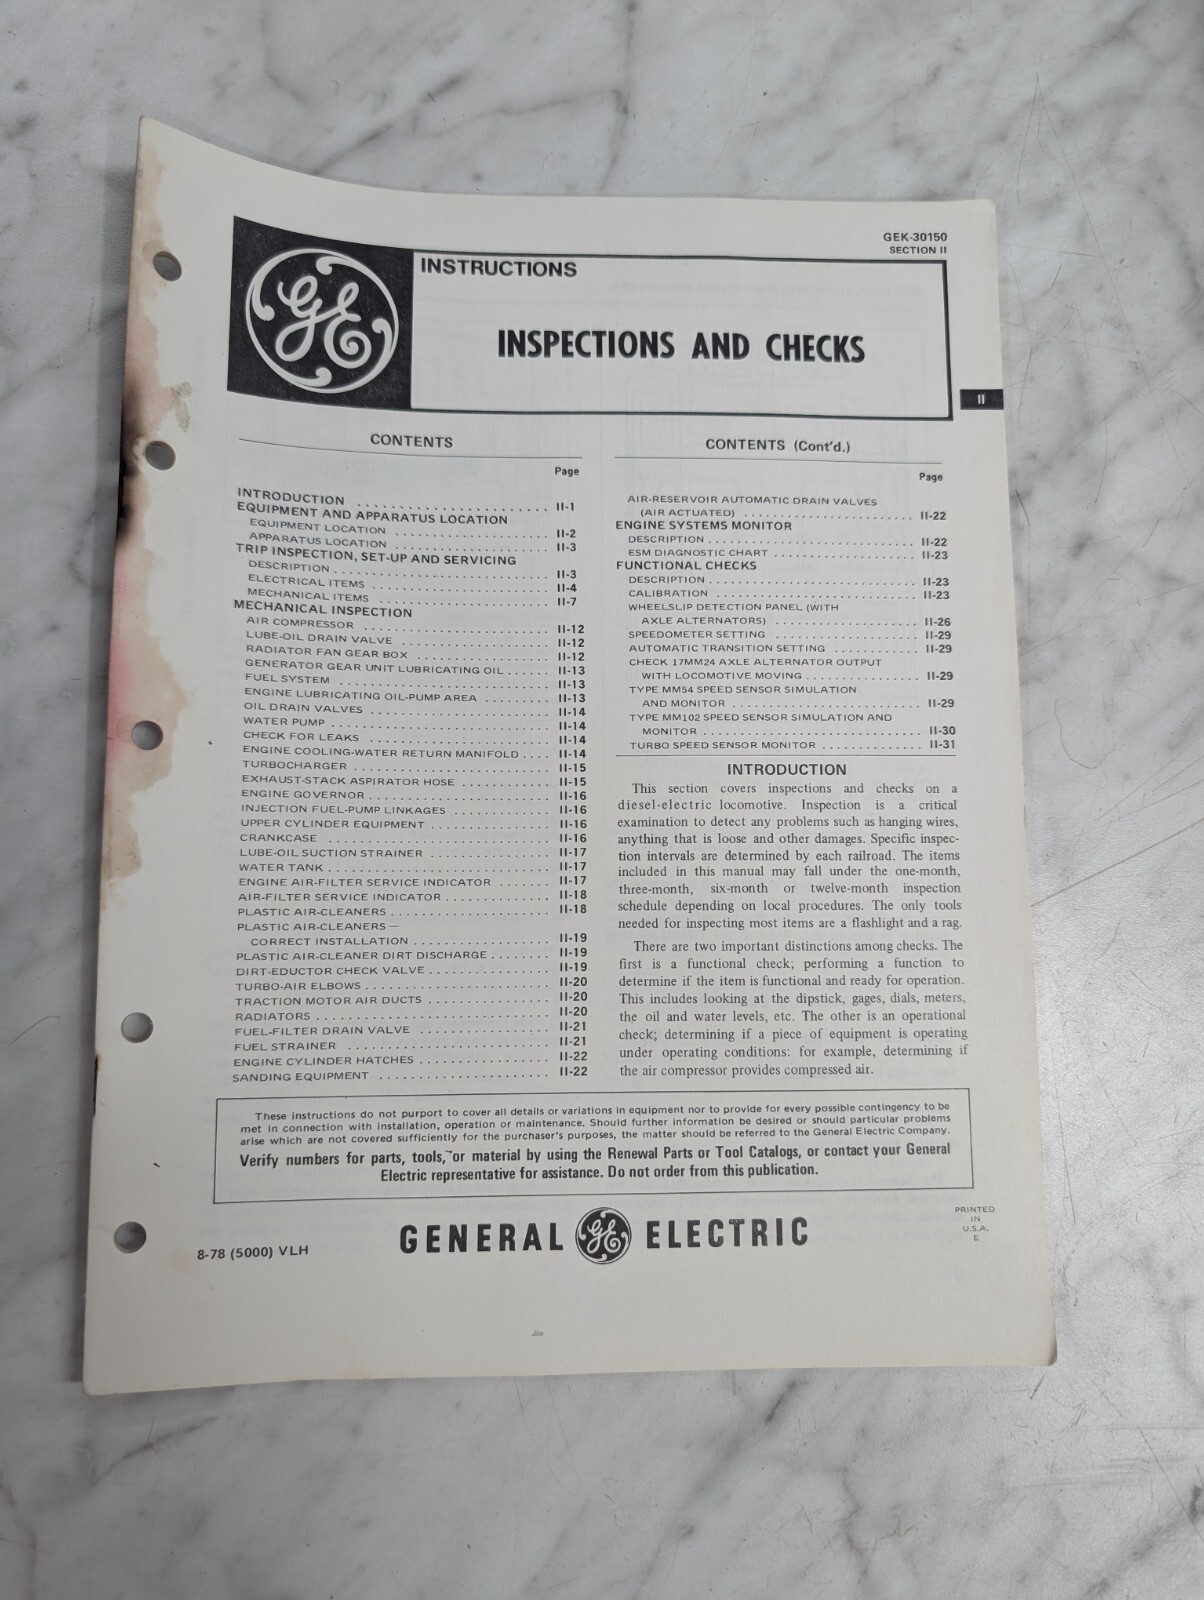 GEK-30150
SECTION II
GE
INSTRUCTIONS
INSPECTIONS AND CHECKS
II
CONTENTS
Page
INTRODUCTION . . . . . . . . . . . . . . . . . . . . . . . II-1
EQUIPMENT AND APPARATUS LOCATION
EQUIPMENT LOCATION . . . . . . . . . . . . . . . . . . . II-2
APPARATUS LOCATION . . . . . . . . . . . . . . . . . . . II-3
TRIP INSPECTION, SET-UP AND SERVICING
DESCRIPTION . . . . . . . . . . . . . . . . . . . . . . . . . . II-3
ELECTRICAL ITEMS . . . . . . . . . . . . . . . . . . . . . . II-4
MECHANICAL ITEMS . . . . . . . . . . . . . . . . . . . . . II-7
MECHANICAL INSPECTION
AIR COMPRESSOR . . . . . . . . . . . . . . . . . . . . . . . II-12
LUBE-OIL DRAIN VALVE . . . . . . . . . . . . . . . . . . II-12
RADIATOR FAN GEAR BOX . . . . . . . . . . . . . . . . II-12
GENERATOR GEAR UNIT LUBRICATING OIL . . . . . . II-13
FUEL SYSTEM . . . . . . . . . . . . . . . . . . . . . . . . . . II-13
ENGINE LUBRICATING OIL-PUMP AREA . . . . . . . . II-13
OIL DRAIN VALVES . . . . . . . . . . . . . . . . . . . . . . II-14
WATER PUMP . . . . . . . . . . . . . . . . . . . . . . . . . . II-14
CHECK FOR LEAKS . . . . . . . . . . . . . . . . . . . . . . II-14
ENGINE COOLING-WATER RETURN MANIFOLD . . . . II-14
TURBOCHARGER . . . . . . . . . . . . . . . . . . . . . . . . II-15
EXHAUST-STACK ASPIRATOR HOSE . . . . . . . . . . . II-15
ENGINE GOVERNOR . . . . . . . . . . . . . . . . . . . . . . II-16
INJECTION FUEL-PUMP LINKAGES . . . . . . . . . . . . II-16
UPPER CYLINDER EQUIPMENT . . . . . . . . . . . . . . II-16
CRANKCASE . . . . . . . . . . . . . . . . . . . . . . . . . . . II-16
LUBE-OIL SUCTION STRAINER . . . . . . . . . . . . . . II-17
WATER TANK . . . . . . . . . . . . . . . . . . . . . . . . . . II-17
ENGINE AIR-FILTER SERVICE INDICATOR . . . . . . . II-17
AIR-FILTER SERVICE INDICATOR . . . . . . . . . . . . . II-18
PLASTIC AIR-CLEANERS . . . . . . . . . . . . . . . . . . . II-18
PLASTIC AIR-CLEANERS —
CORRECT INSTALLATION . . . . . . . . . . . . . . . . . II-19
PLASTIC AIR-CLEANER DIRT DISCHARGE . . . . . . . . II-19
DIRT-EDUCTOR CHECK VALVE . . . . . . . . . . . . . . . II-19
TURBO-AIR ELBOWS . . . . . . . . . . . . . . . . . . . . . . II-20
TRACTION MOTOR AIR DUCTS . . . . . . . . . . . . . . . II-20
RADIATORS . . . . . . . . . . . . . . . . . . . . . . . . . . . . II-20
FUEL-FILTER DRAIN VALVE . . . . . . . . . . . . . . . . II-21
FUEL STRAINER . . . . . . . . . . . . . . . . . . . . . . . . II-21
ENGINE CYLINDER HATCHES . . . . . . . . . . . . . . . . II-22
SANDING EQUIPMENT . . . . . . . . . . . . . . . . . . . . . II-22
CONTENTS (Cont'd.)
Page
AIR-RESERVOIR AUTOMATIC DRAIN VALVES
(AIR ACTUATED) . . . . . . . . . . . . . . . . . . . . . . II-22
ENGINE SYSTEMS MONITOR
DESCRIPTION . . . . . . . . . . . . . . . . . . . . . . . . . . II-22
ESM DIAGNOSTIC CHART . . . . . . . . . . . . . . . . . . II-23
FUNCTIONAL CHECKS
DESCRIPTION . . . . . . . . . . . . . . . . . . . . . . . . . . II-23
CALIBRATION . . . . . . . . . . . . . . . . . . . . . . . . . . II-23
WHEELSLIP DETECTION PANEL (WITH
AXLE ALTERNATORS) . . . . . . . . . . . . . . . . . . II-26
SPEEDOMETER SETTING . . . . . . . . . . . . . . . . . . II-29
AUTOMATIC TRANSITION SETTING . . . . . . . . . . . . II-29
CHECK 17MM24 AXLE ALTERNATOR OUTPUT
WITH LOCOMOTIVE MOVING . . . . . . . . . . . . . . . . II-29
TYPE MM54 SPEED SENSOR SIMULATION
AND MONITOR . . . . . . . . . . . . . . . . . . . . . . . . II-29
TYPE MM102 SPEED SENSOR SIMULATION AND
MONITOR . . . . . . . . . . . . . . . . . . . . . . . . . . . . II-30
TURBO SPEED SENSOR MONITOR . . . . . . . . . . . . . II-31
INTRODUCTION
This section covers inspections and checks on a
diesel-electric locomotive. Inspection is a critical
examination to detect any problems such as hanging wires,
anything that is loose and other damages. Specific inspec-
tion intervals are determined by each railroad. The items
included in this manual may fall under the one-month,
three-month, six-month or twelve-month inspection
schedule depending on local procedures. The only tools
needed for inspecting most items are a flashlight and a rag.
There are two important distinctions among checks. The
first is a functional check; performing a function to
determine if the item is functional and ready for operation.
This includes looking at the dipstick, gages, dials, meters,
the oil and water levels, etc. The other is an operational
check; determining if a piece of equipment is operating
under operating conditions: for example, determining if
the air compressor provides compressed air.
These instructions do not purport to cover all details or variations in equipment nor to provide for every possible contingency to be
met in connection with installation, operation or maintenance. Should further information be desired or should particular problems
arise which are not covered sufficiently for the purchaser's purposes, the matter should be referred to the General Electric Company.
Verify numbers for parts, tools, or material by using the Renewal Parts or Tool Catalogs, or contact your General
Electric representative for assistance. Do not order from this publication.
8-78 (5000) VLH
GENERAL GE ELECTRIC
PRINTED
IN
U.S.A.
E